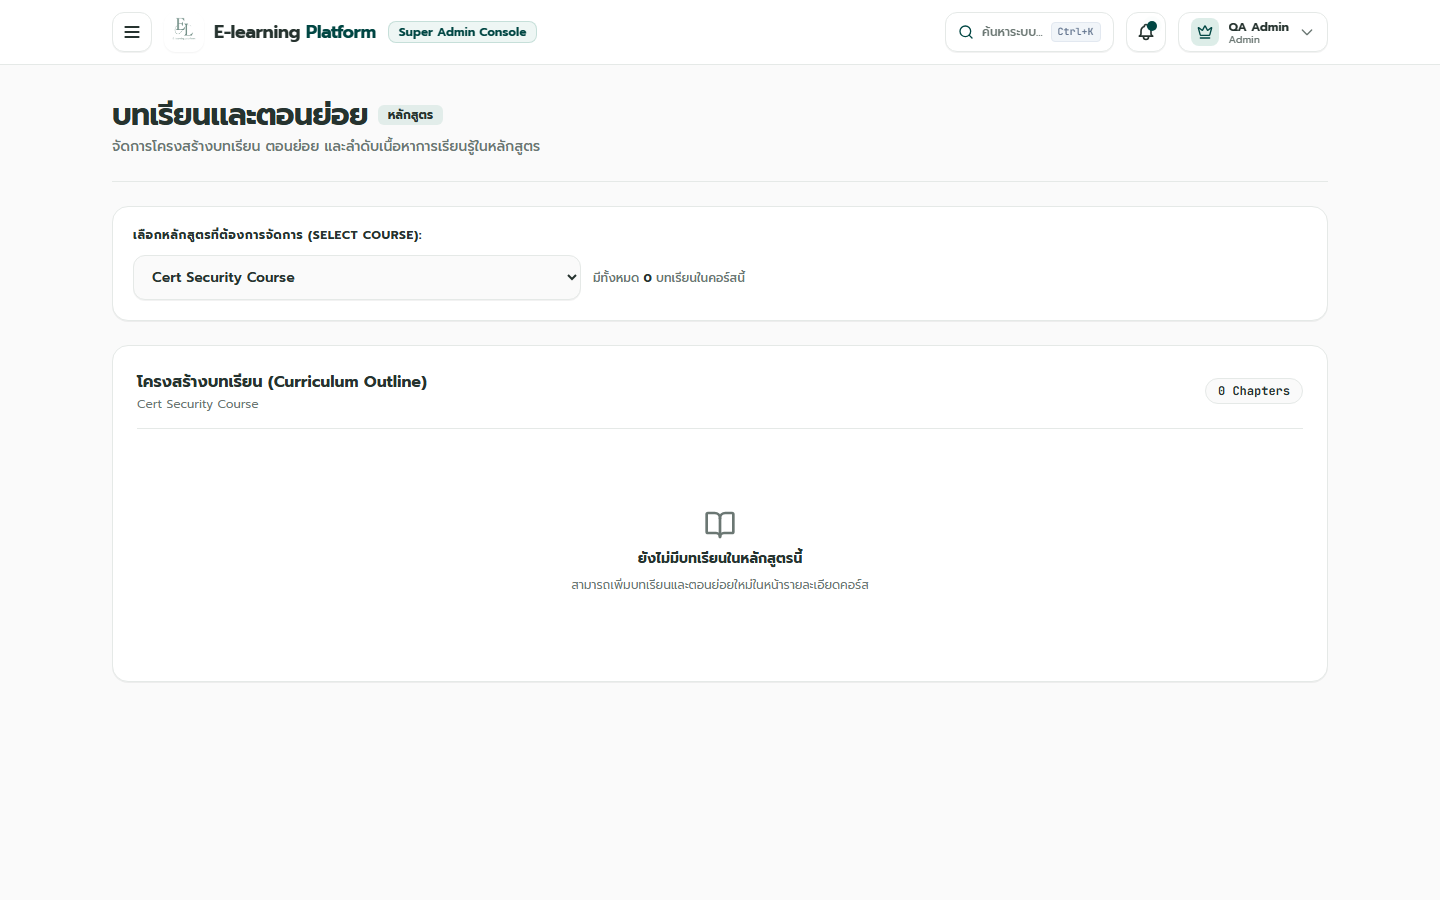 EL
E-learning Platform
Super Admin Console
ค้นหาระบบ...
Ctrl+K
QA Admin
Admin
บทเรียนและตอนย่อย
หลักสูตร
จัดการโครงสร้างบทเรียน ตอนย่อย และลำดับเนื้อหาการเรียนรู้ในหลักสูตร
เลือกหลักสูตรที่ต้องการจัดการ (SELECT COURSE):
Cert Security Course
มีทั้งหมด 0 บทเรียนในคอร์สนี้
โครงสร้างบทเรียน (Curriculum Outline)
Cert Security Course
0 Chapters
ยังไม่มีบทเรียนในหลักสูตรนี้
สามารถเพิ่มบทเรียนและตอนย่อยใหม่ในหน้ารายละเอียดคอร์ส